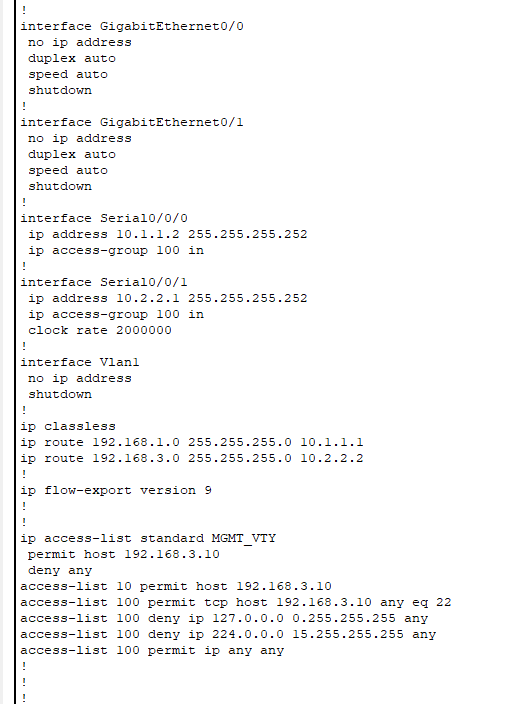 !
interface GigabitEthernet0/0
 no ip address
 duplex auto
 speed auto
 shutdown
!
interface GigabitEthernet0/1
 no ip address
 duplex auto
 speed auto
 shutdown
!
interface Serial0/0/0
 ip address 10.1.1.2 255.255.255.252
 ip access-group 100 in
!
interface Serial0/0/1
 ip address 10.2.2.1 255.255.255.252
 ip access-group 100 in
 clock rate 2000000
!
interface Vlan1
 no ip address
 shutdown
!
ip classless
ip route 192.168.1.0 255.255.255.0 10.1.1.1
ip route 192.168.3.0 255.255.255.0 10.2.2.2
!
ip flow-export version 9
!
!
ip access-list standard MGMT_VTY
 permit host 192.168.3.10
 deny any
access-list 10 permit host 192.168.3.10
access-list 100 permit tcp host 192.168.3.10 any eq 22
access-list 100 deny ip 127.0.0.0 0.255.255.255 any
access-list 100 deny ip 224.0.0.0 15.255.255.255 any
access-list 100 permit ip any any
!
!
!